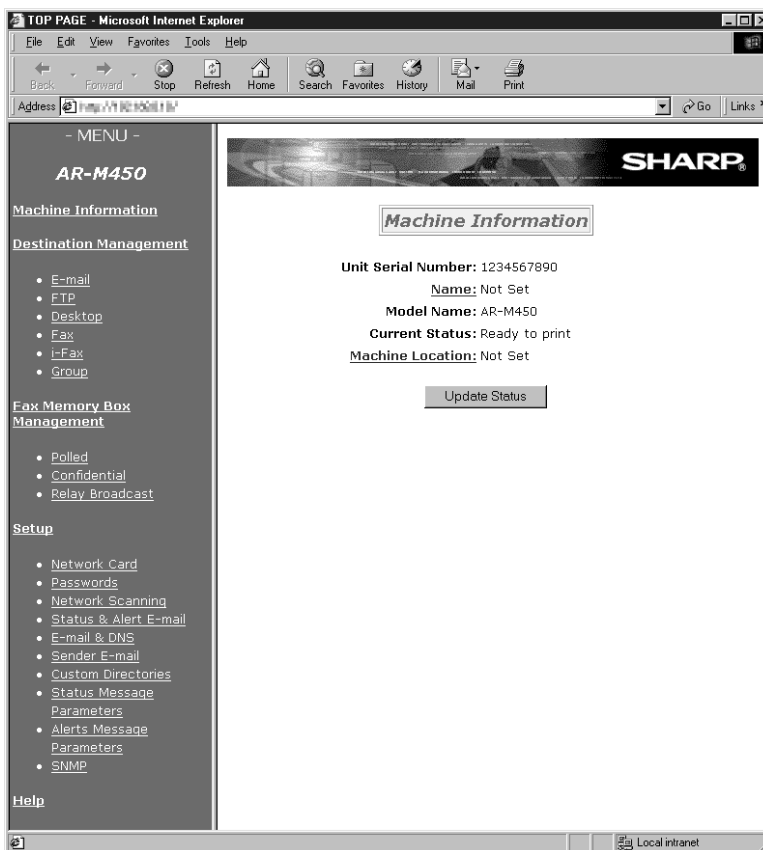 TOP PAGE - Microsoft Internet Explorer
File Edit View Favorites Tools Help
Back Forward Stop Refresh Home Search Favorites History Mail Print
Address
Go Links
- MENU -
AR-M450
Machine Information
Destination Management
E-mail
FTP
Desktop
Fax
i-Fax
Group
Fax Memory Box
Management
Polled
Confidential
Relay Broadcast
Setup
Network Card
Passwords
Network Scanning
Status & Alert E-mail
E-mail & DNS
Sender E-mail
Custom Directories
Status Message
Parameters
Alerts Message
Parameters
SNMP
Help
SHARP®
Machine Information
Unit Serial Number: 1234567890
Name: Not Set
Model Name: AR-M450
Current Status: Ready to print
Machine Location: Not Set
Update Status
Local intranet